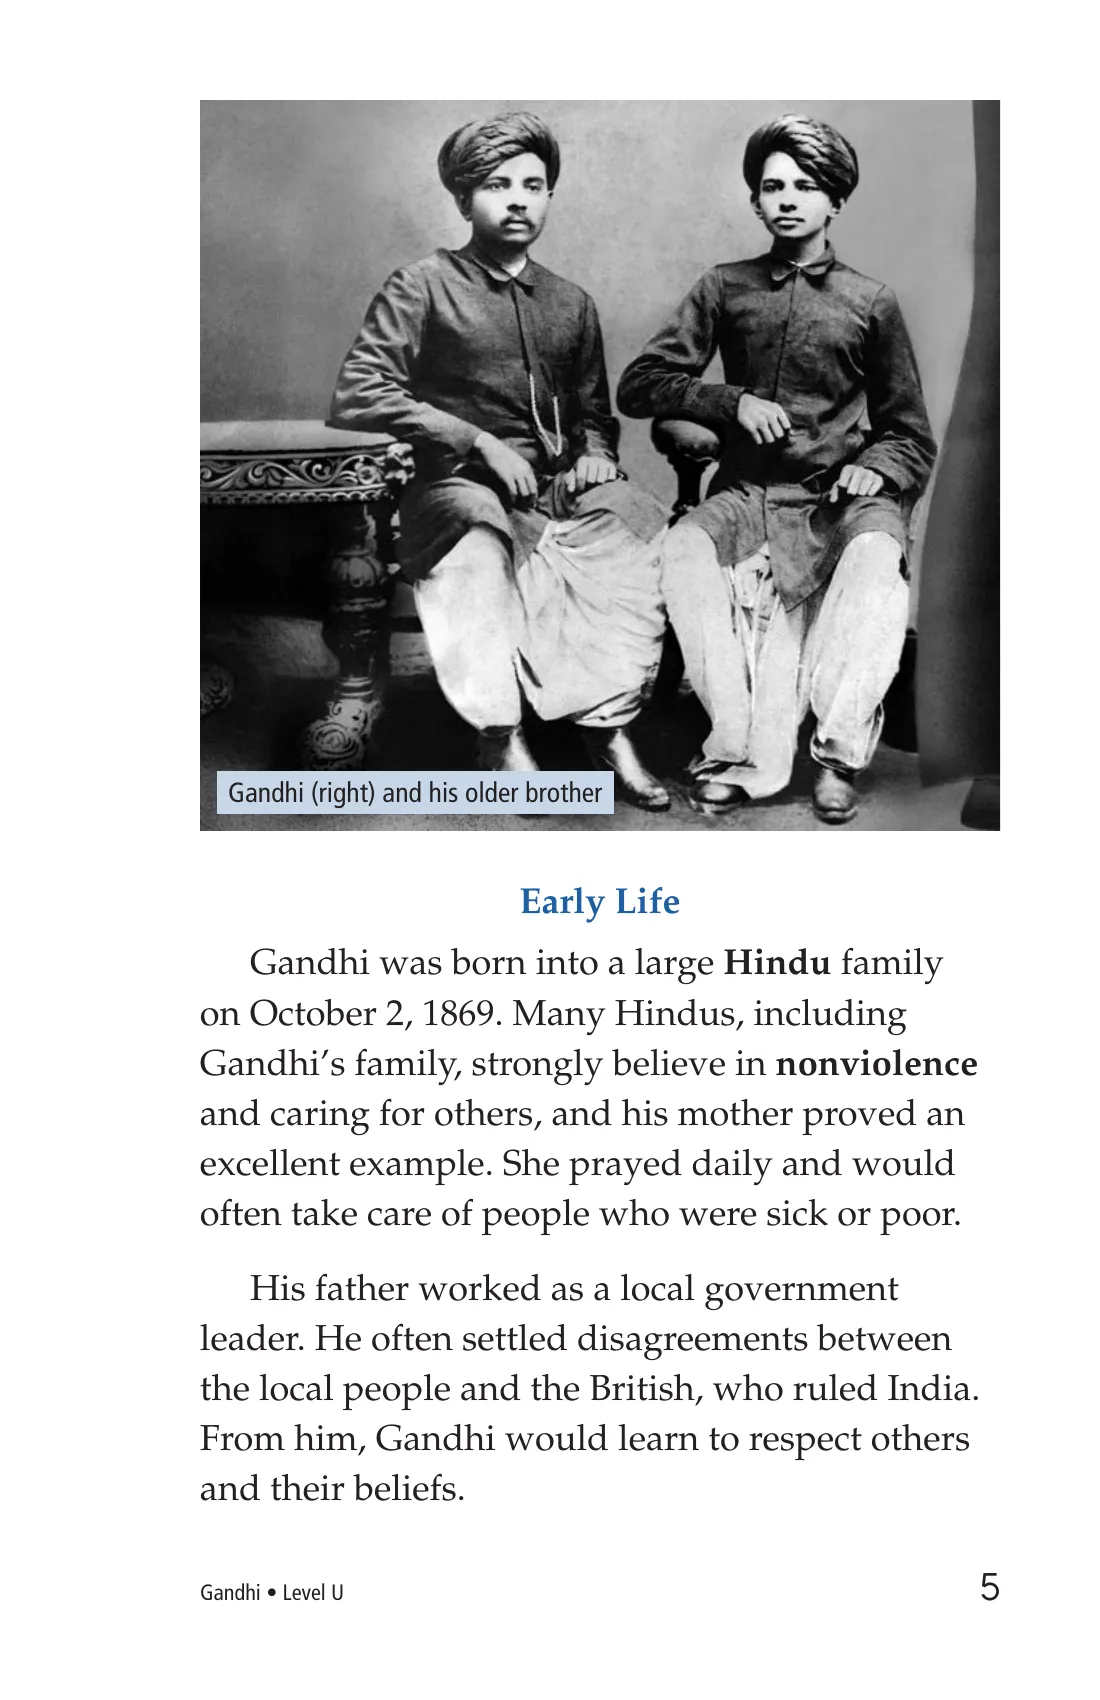 Gandhi (right) and his older brother
Early Life
Gandhi was born into a large Hindu family
on October 2, 1869. Many Hindus, including
Gandhi’s family, strongly believe in nonviolence
and caring for others, and his mother proved an
excellent example. She prayed daily and would
often take care of people who were sick or poor.
His father worked as a local government
leader. He often settled disagreements between
the local people and the British, who ruled India.
From him, Gandhi would learn to respect others
and their beliefs.
Gandhi • Level U
5